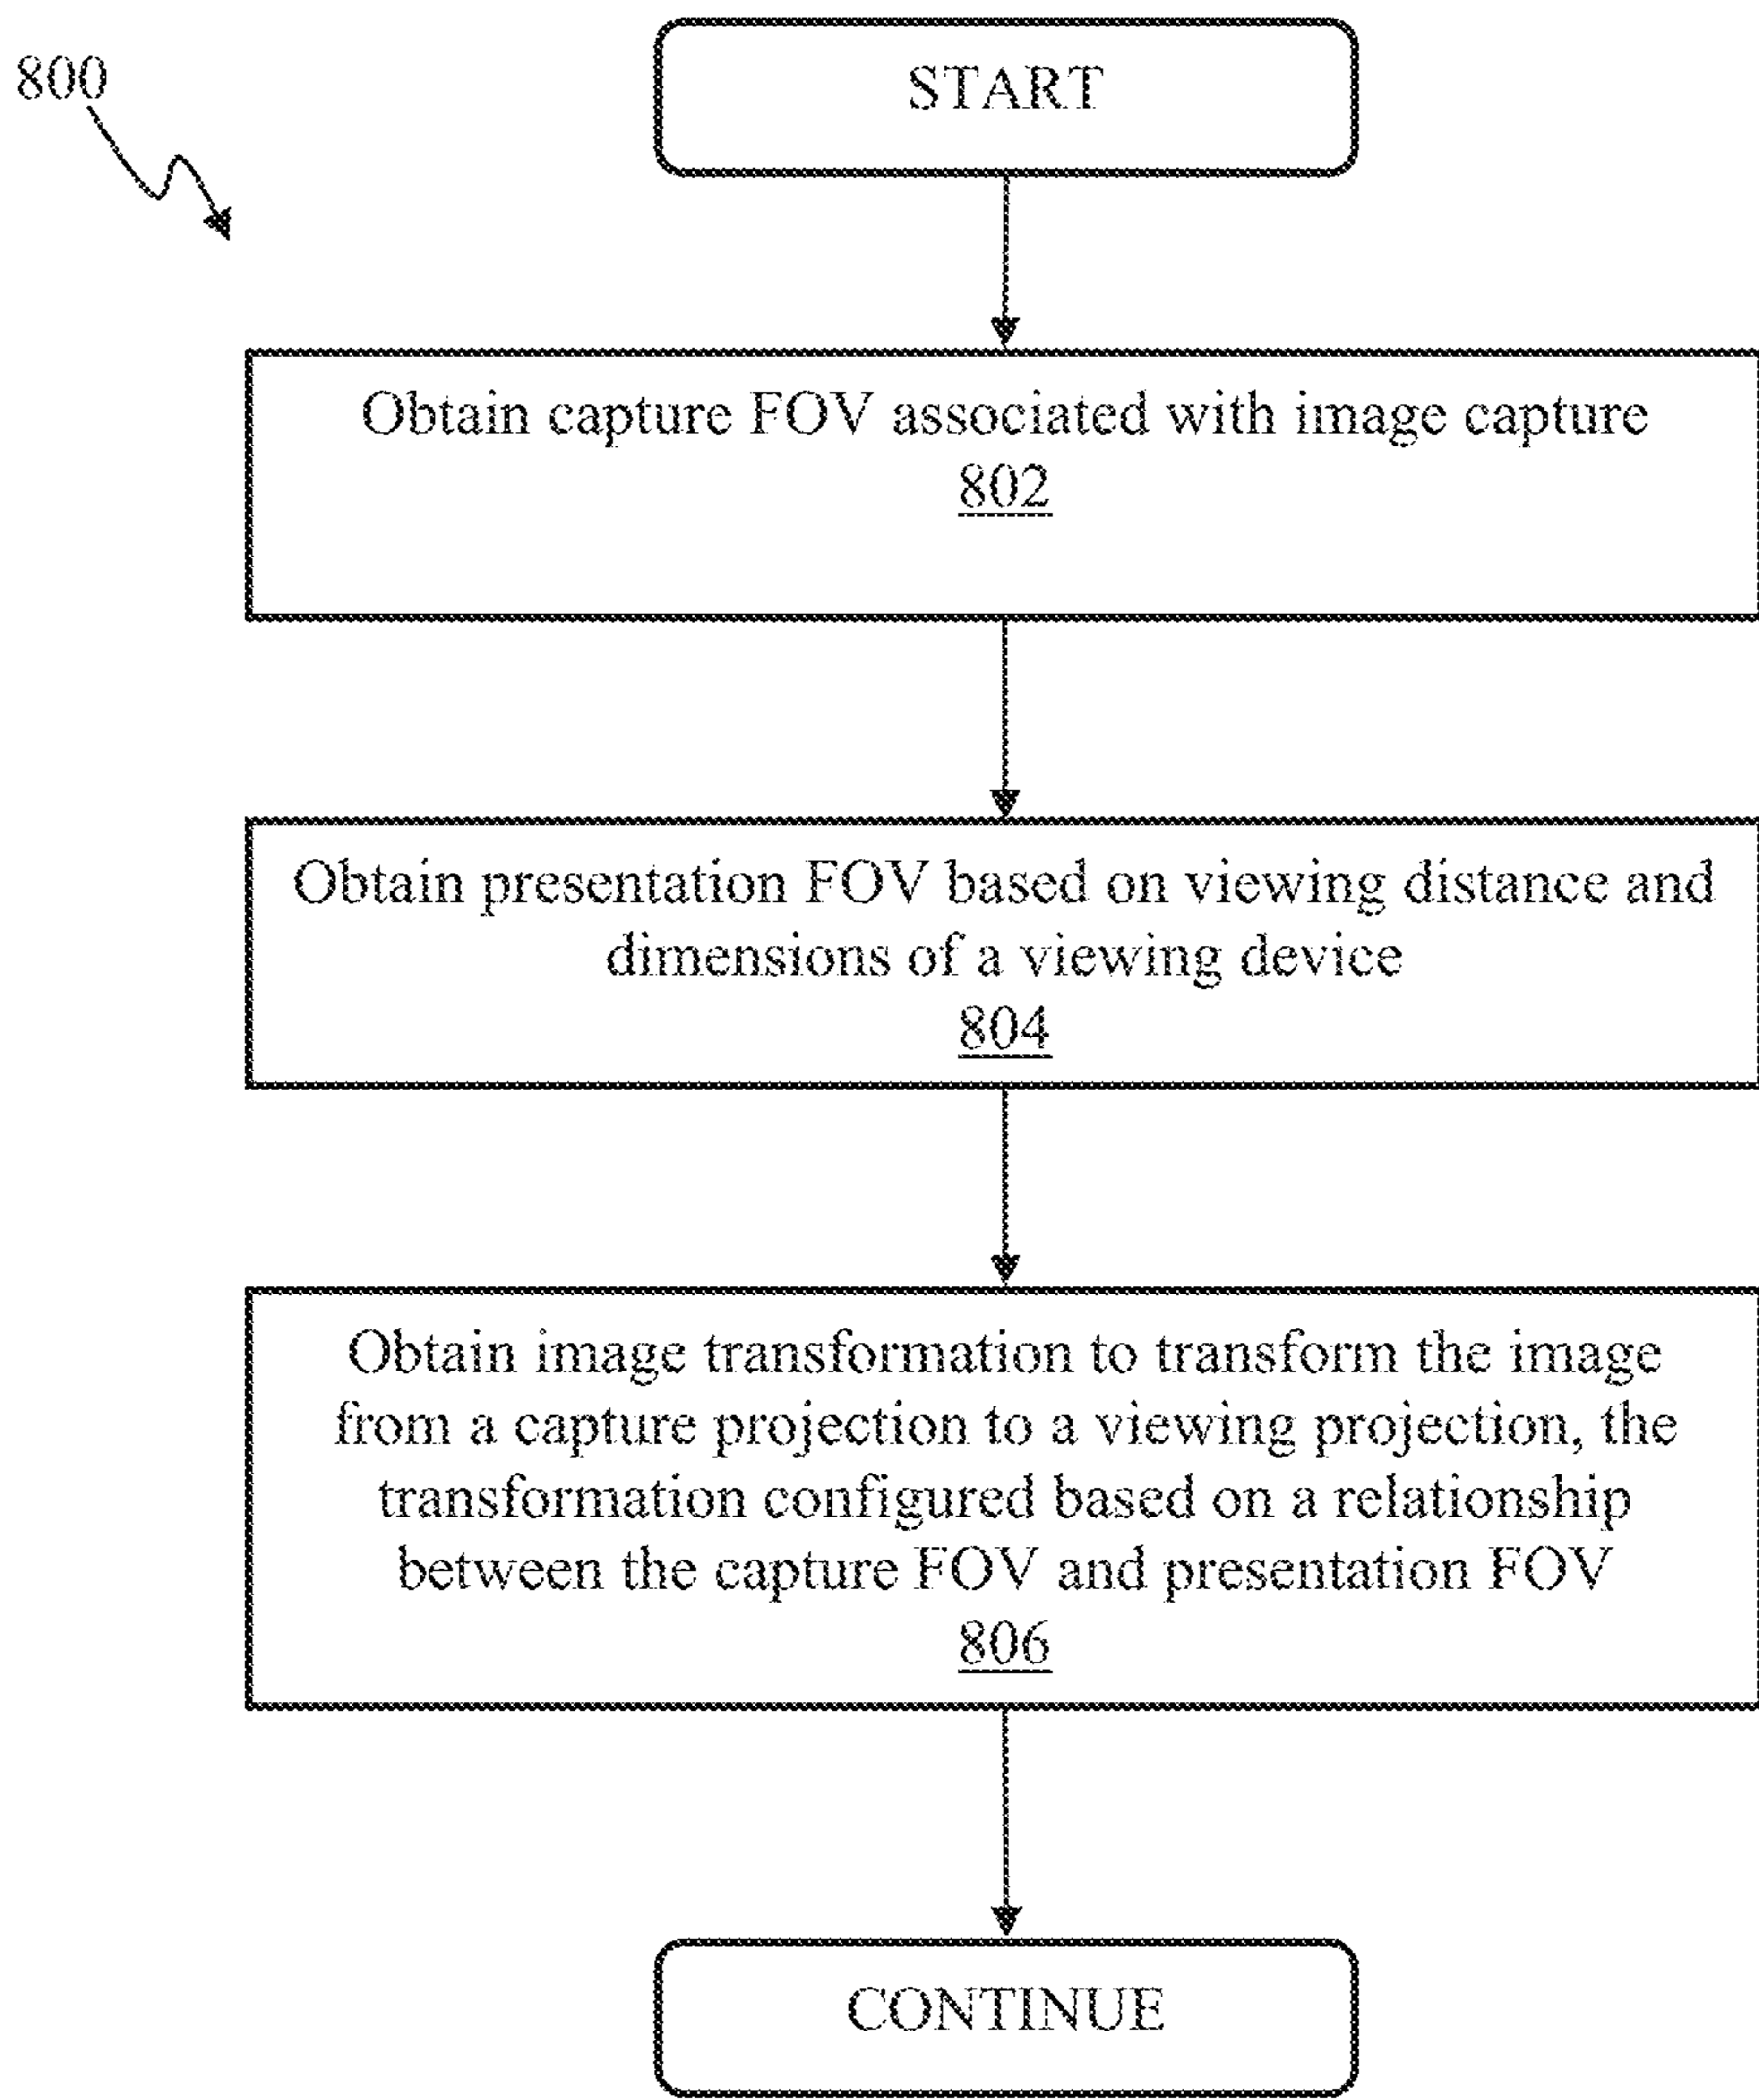 800
START
Obtain capture FOV associated with image capture
802
Obtain presentation FOV based on viewing distance and
dimensions of a viewing device
804
Obtain image transformation to transform the image
from a capture projection to a viewing projection, the
transformation configured based on a relationship
between the capture FOV and presentation FOV
806
CONTINUE